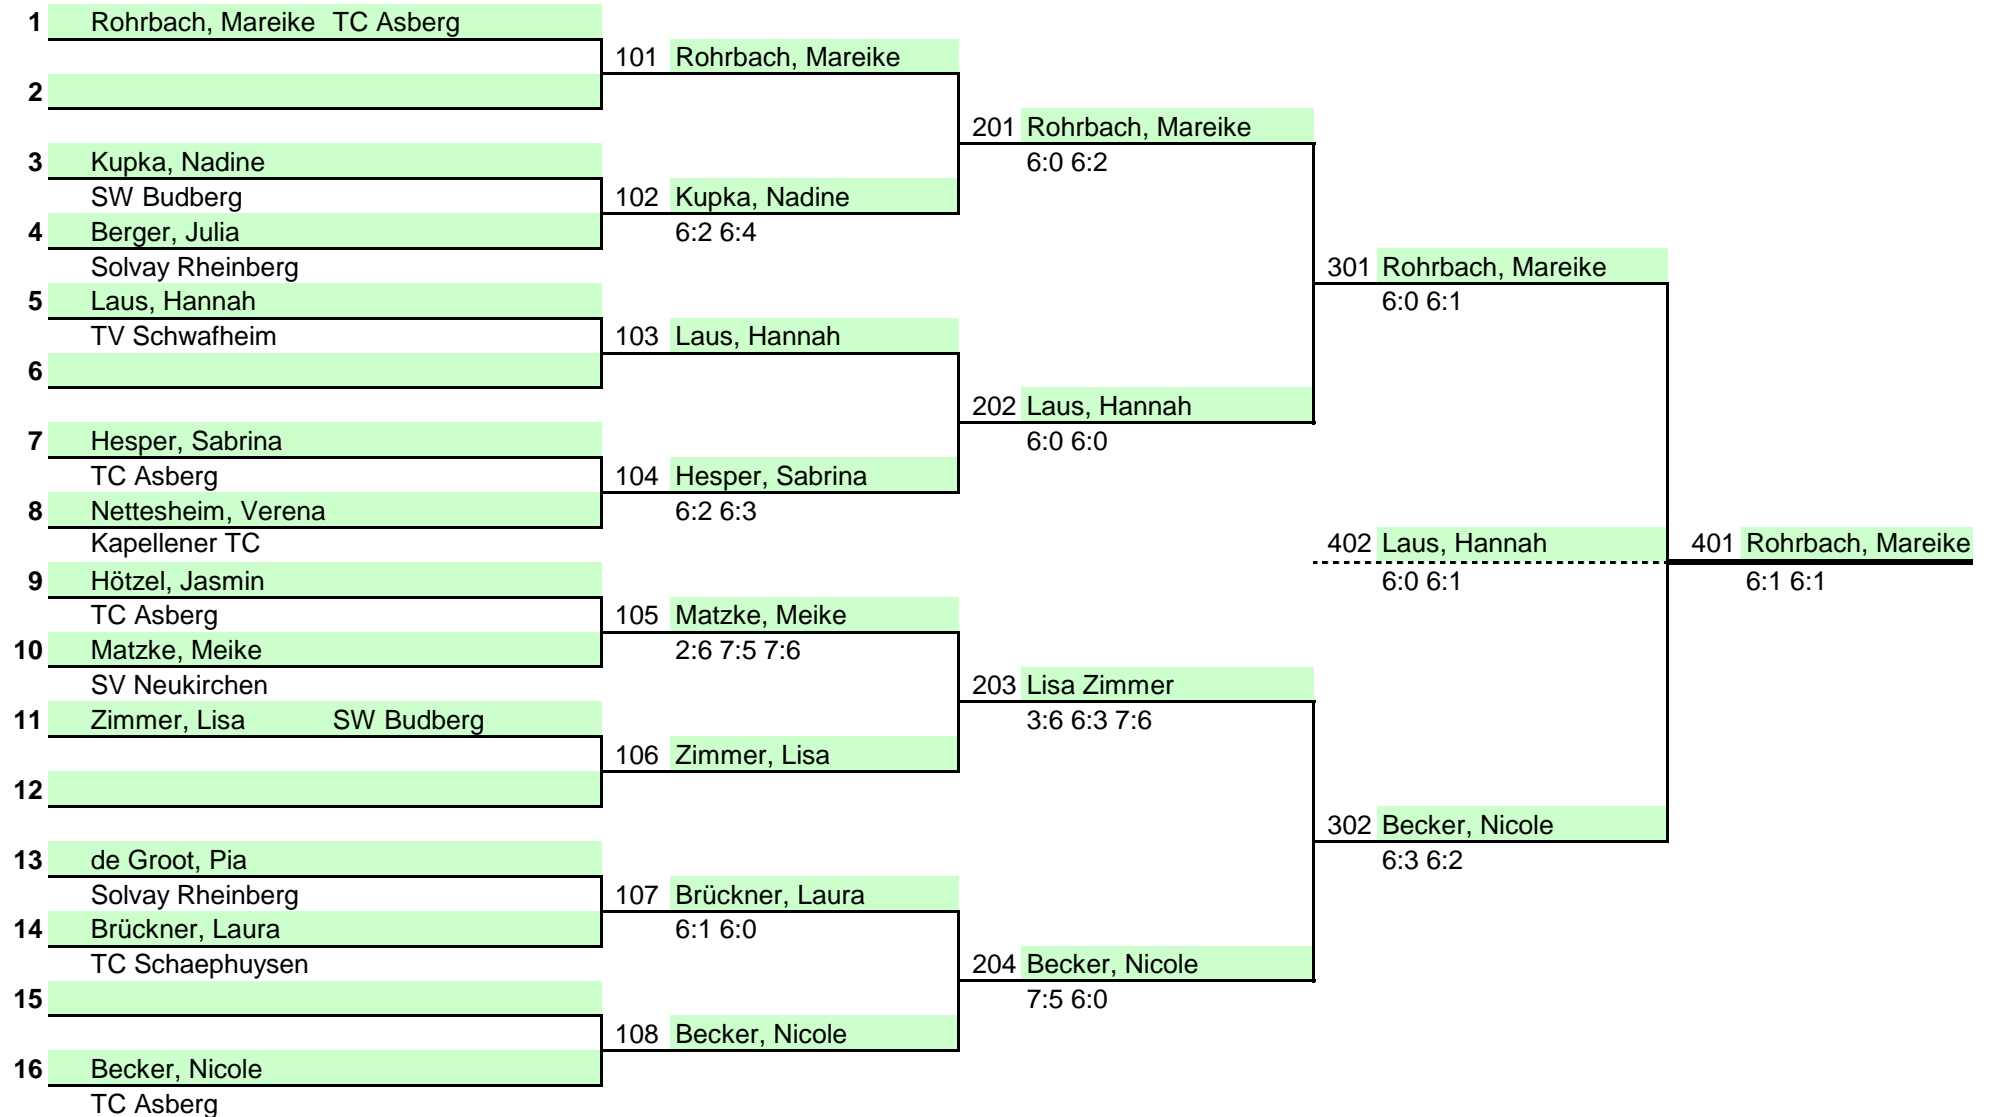 1 Rohrbach, Mareike TC Asberg
101 Rohrbach, Mareike
2
201 Rohrbach, Mareike
3 Kupka, Nadine
6:0 6:2
SW Budberg
102 Kupka, Nadine
4 Berger, Julia
6:2 6:4
Solvay Rheinberg
301 Rohrbach, Mareike
5 Laus, Hannah
6:0 6:1
TV Schwafheim
103 Laus, Hannah
6
202 Laus, Hannah
7 Hesper, Sabrina
6:0 6:0
TC Asberg
104 Hesper, Sabrina
8 Nettesheim, Verena
6:2 6:3
Kapellener TC
402 Laus, Hannah
401 Rohrbach, Mareike
9 Hötzel, Jasmin
6:0 6:1
6:1 6:1
TC Asberg
105 Matzke, Meike
10 Matzke, Meike
2:6 7:5 7:6
SV Neukirchen
203 Lisa Zimmer
11 Zimmer, Lisa SW Budberg
3:6 6:3 7:6
106 Zimmer, Lisa
12
302 Becker, Nicole
13 de Groot, Pia
6:3 6:2
Solvay Rheinberg
107 Brückner, Laura
14 Brückner, Laura
6:1 6:0
TC Schaephuysen
204 Becker, Nicole
15
7:5 6:0
108 Becker, Nicole
16 Becker, Nicole
TC Asberg